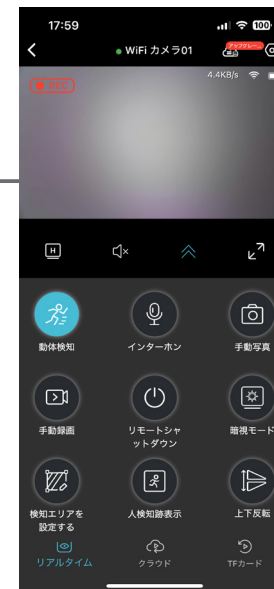 17:59
100
WiFi カメラ01
アップグレー...
REC
4.4KB/s
H
動体検知
インターホン
手動写真
手動録画
リモートシャ
ットダウン
暗視モード
検知エリアを
設定する
人検知跡表示
上下反転
リアルタイム
クラウド
TFカード